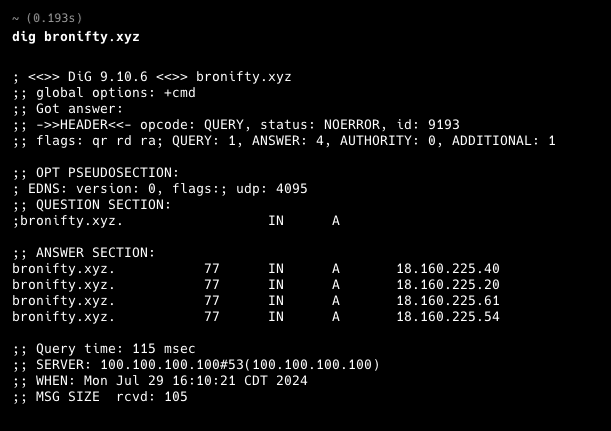 ~ (0.193s)
dig bronifty.xyz
; <<>> DiG 9.10.6 <<>> bronifty.xyz
;; global options: +cmd
;; Got answer:
;; ->>HEADER<<- opcode: QUERY, status: NOERROR, id: 9193
;; flags: qr rd ra; QUERY: 1, ANSWER: 4, AUTHORITY: 0, ADDITIONAL: 1
;; OPT PSEUDOSECTION:
; EDNS: version: 0, flags:; udp: 4095
;; QUESTION SECTION:
;bronifty.xyz. IN A
;; ANSWER SECTION:
bronifty.xyz. 77 IN A 18.160.225.40
bronifty.xyz. 77 IN A 18.160.225.20
bronifty.xyz. 77 IN A 18.160.225.61
bronifty.xyz. 77 IN A 18.160.225.54
;; Query time: 115 msec
;; SERVER: 100.100.100.100#53(100.100.100.100)
;; WHEN: Mon Jul 29 16:10:21 CDT 2024
;; MSG SIZE  rcvd: 105